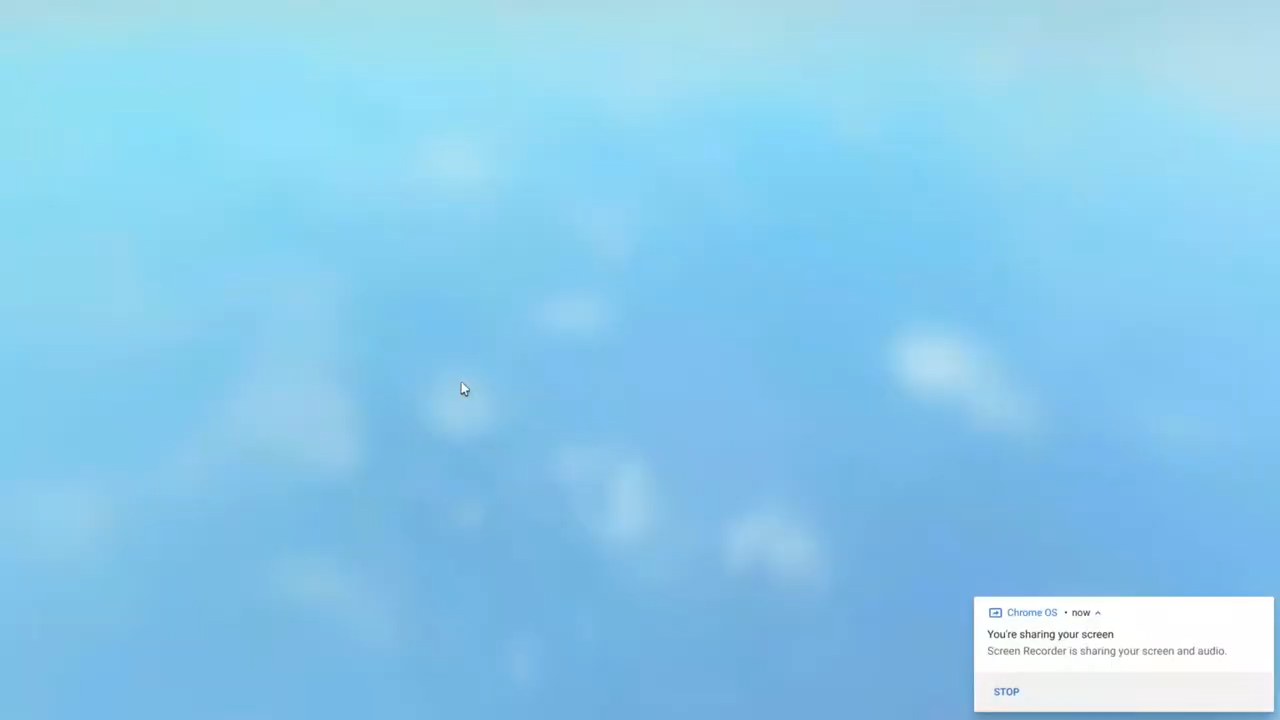 Chrome OS • now
You're sharing your screen
Screen Recorder is sharing your screen and audio.
STOP